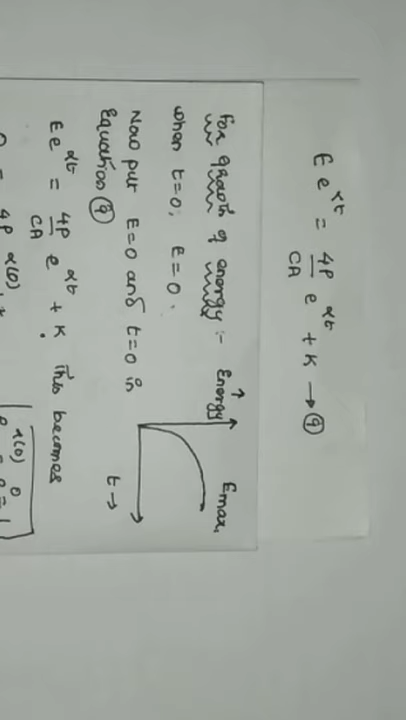 E e^αt = 4P/CA e^αt + K → ⑨
for growth of energy :-
when t=0; E=0.
Energy ↑
Emax.
t →
Now put E=0 and t=0 in
Equation ⑨
E e^αt = 4P/CA e^αt + K This becomes